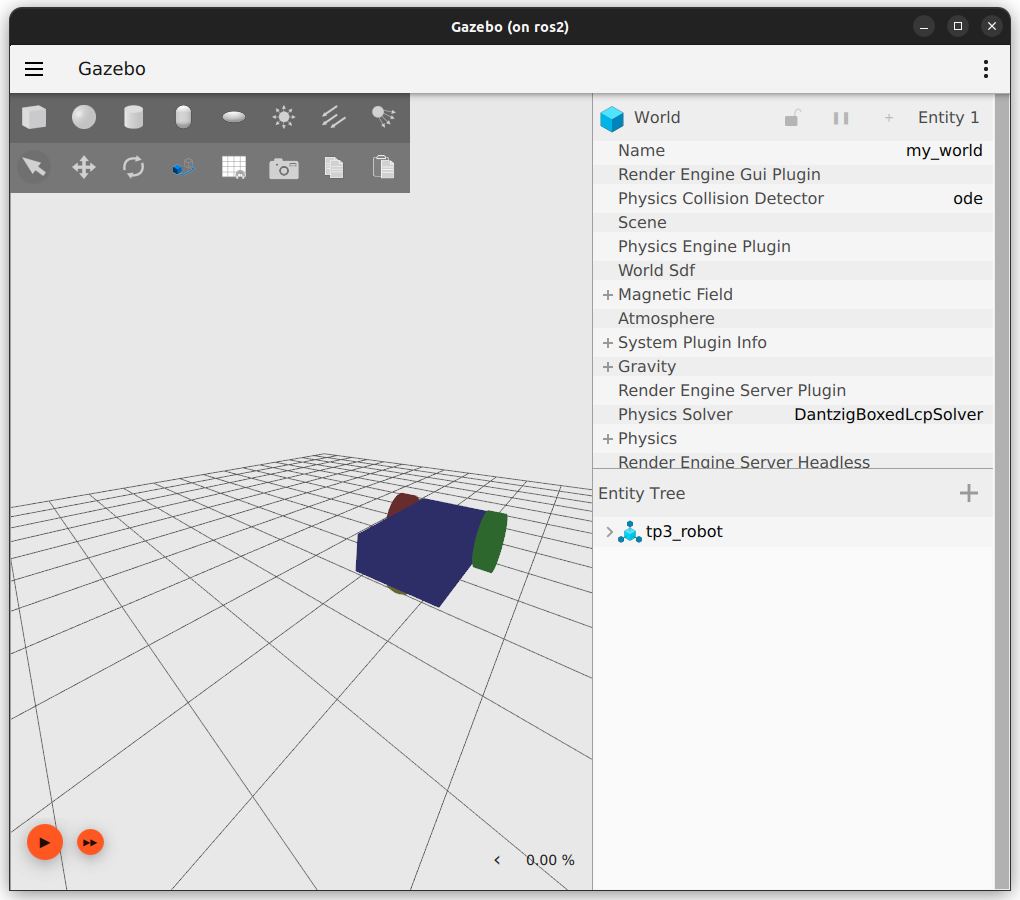 Gazebo (on ros2)
Gazebo
World Entity 1
Name my_world
Render Engine Gui Plugin
Physics Collision Detector ode
Scene
Physics Engine Plugin
World Sdf
Magnetic Field
Atmosphere
System Plugin Info
Gravity
Render Engine Server Plugin
Physics Solver DantzigBoxedLcpSolver
Physics
Render Engine Server Headless
Entity Tree
tp3_robot
0.00 %